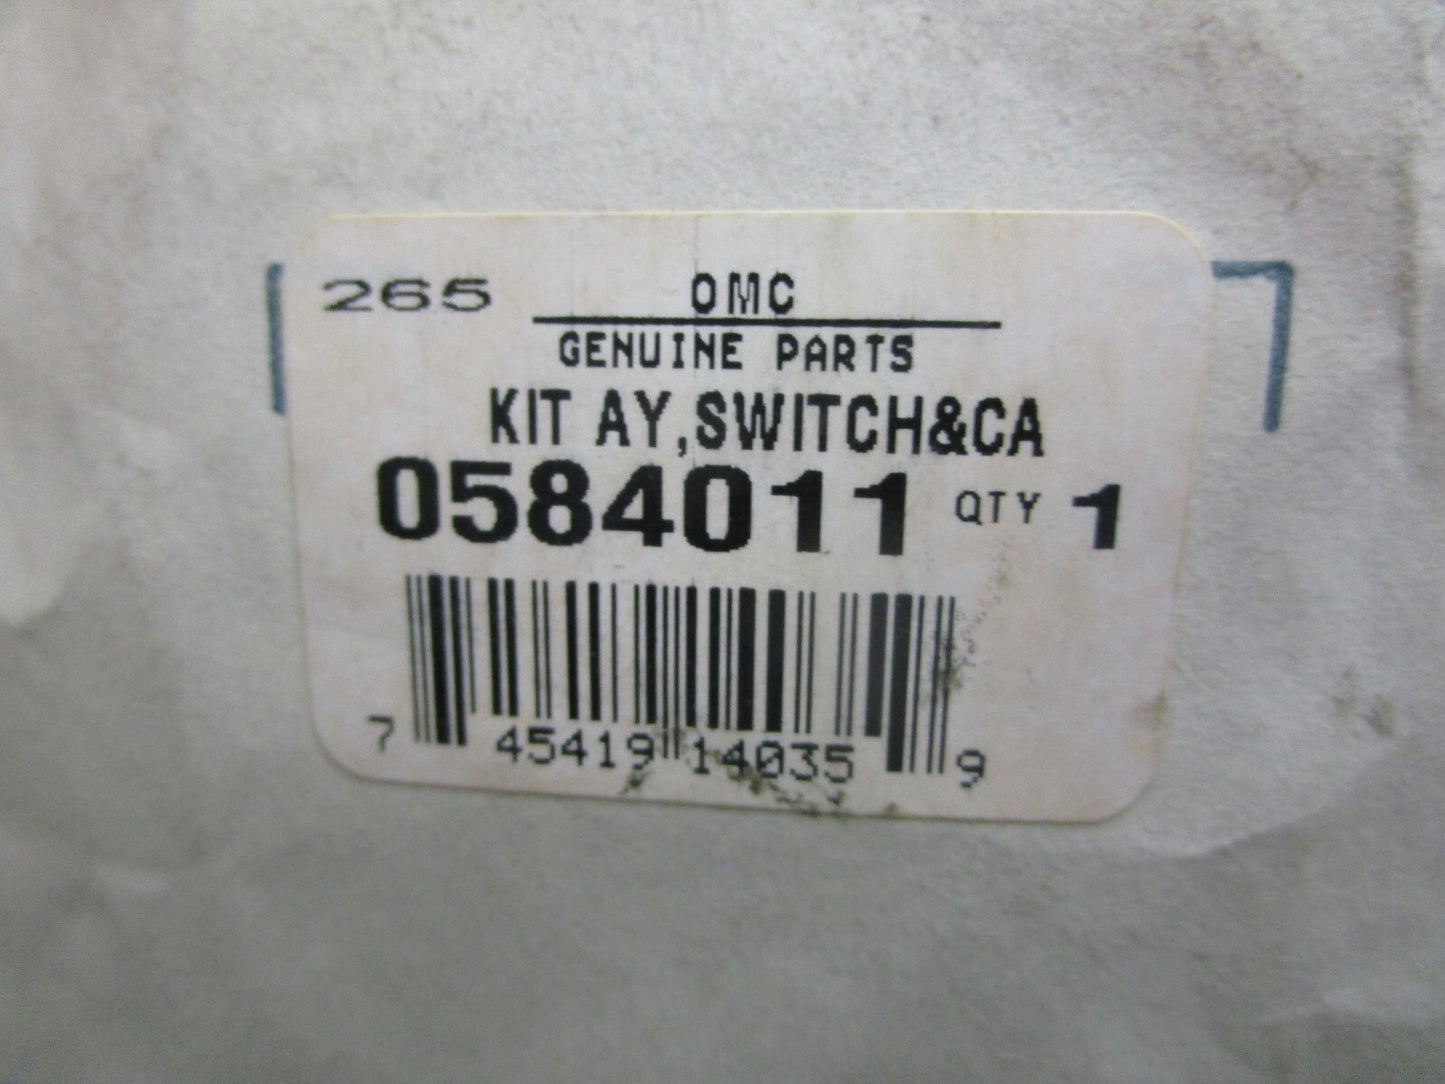 265 OMC
GENUINE PARTS
KIT AY,SWITCH&CA
0584011 QTY 1
7 45419 14035 9